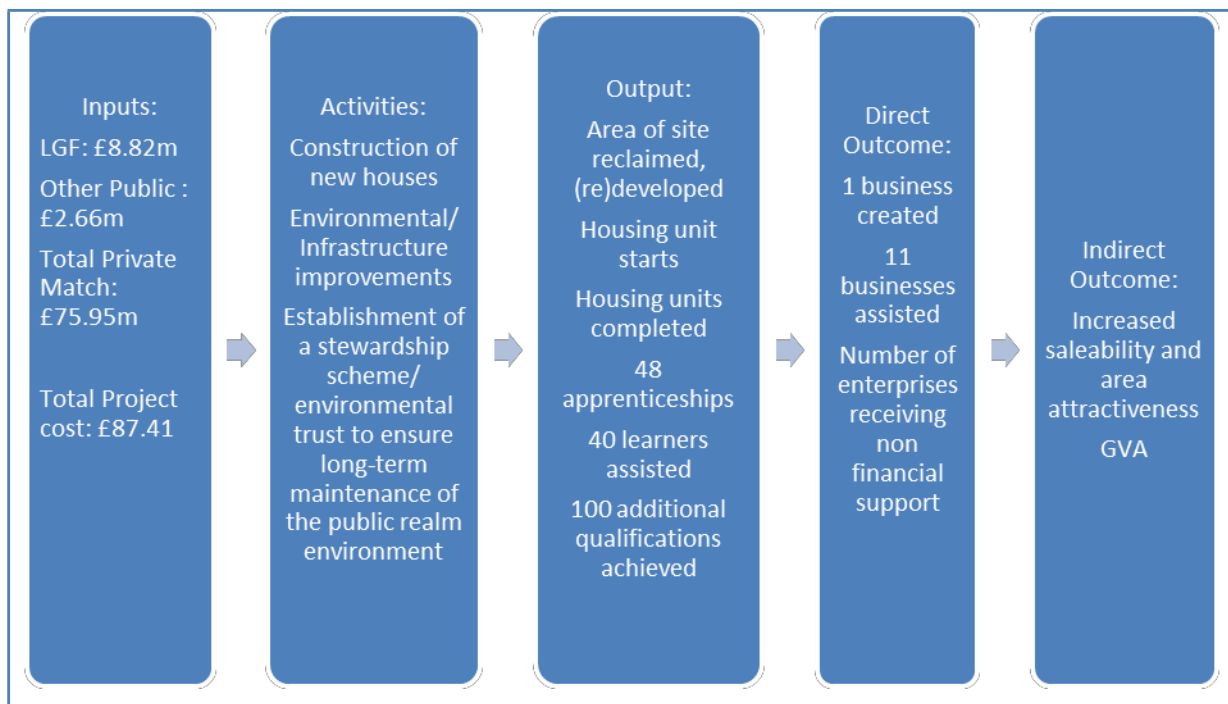 Inputs:
LGF: £8.82m
Other Public :
£2.66m
Total Private
Match:
£75.95m
Total Project
cost: £87.41
Activities:
Construction of
new houses
Environmental/
Infrastructure
improvements
Establishment of
a stewardship
scheme/
environmental
trust to ensure
long-term
maintenance of
the public realm
environment
Output:
Area of site
reclaimed,
(re)developed
Housing unit
starts
Housing units
completed
48
apprenticeships
40 learners
assisted
100 additional
qualifications
achieved
Direct
Outcome:
1 business
created
11
businesses
assisted
Number of
enterprises
receiving
non
financial
support
Indirect
Outcome:
Increased
saleability and
area
attractiveness
GVA